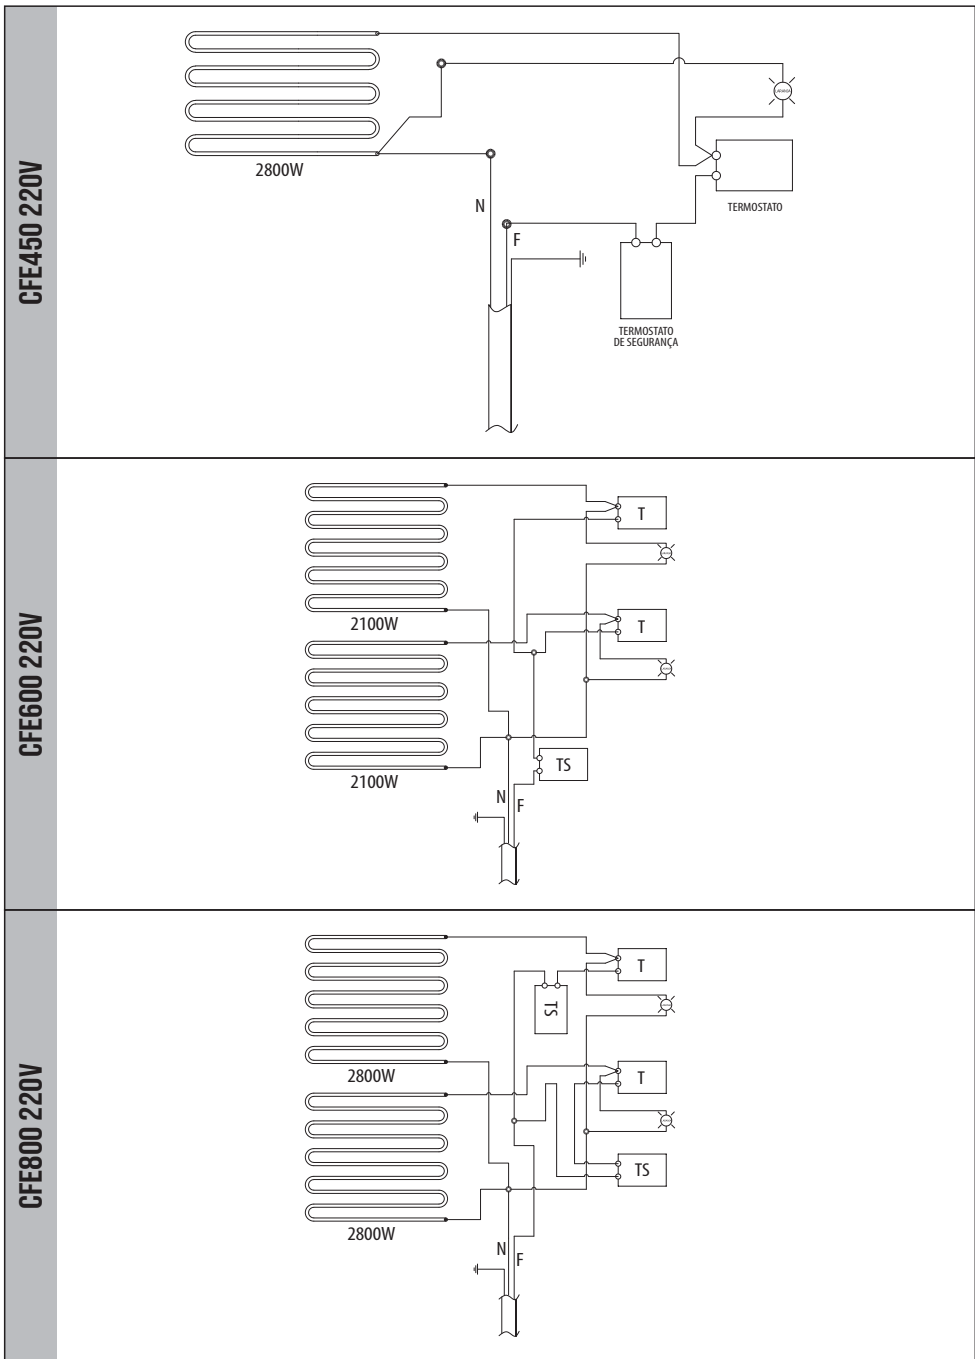 CFE450 220V
2800W
N
F
TERMOSTATO
TERMOSTATO
DE SEGURANÇA
CFE600 220V
2100W
T
T
2100W
TS
N
F
CFE800 220V
T
TS
2800W
T
TS
2800W
N
F